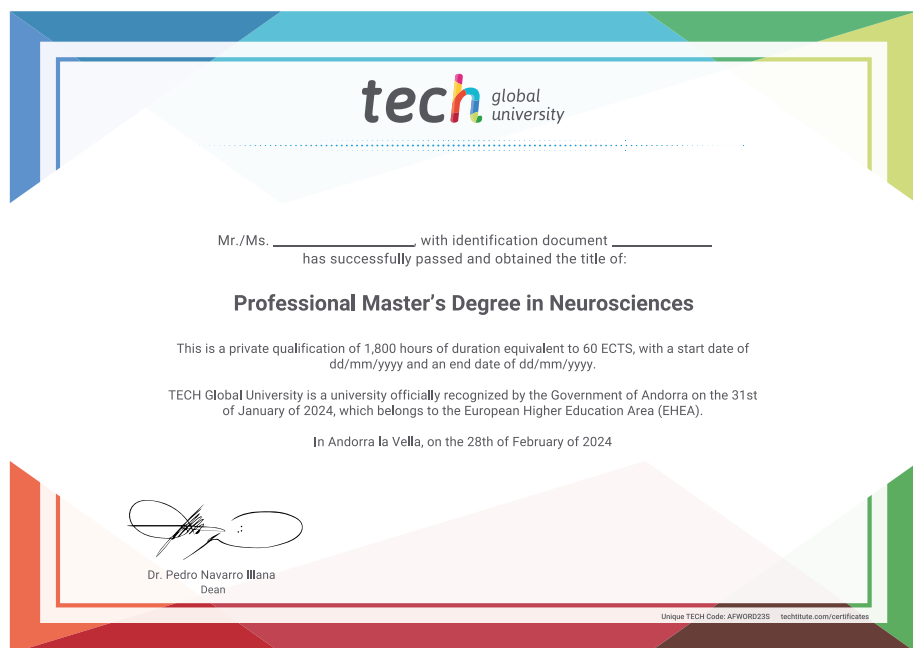 tech global university
Mr./Ms. ____________, with identification document ____________
has successfully passed and obtained the title of:
Professional Master's Degree in Neurosciences
This is a private qualification of 1,800 hours of duration equivalent to 60 ECTS, with a start date of
dd/mm/yyyy and an end date of dd/mm/yyyy.
TECH Global University is a university officially recognized by the Government of Andorra on the 31st
of January of 2024, which belongs to the European Higher Education Area (EHEA).
In Andorra la Vella, on the 28th of February of 2024
Dr. Pedro Navarro Illana
Dean
Unique TECH Code: AFWORD23S techtitute.com/certificates